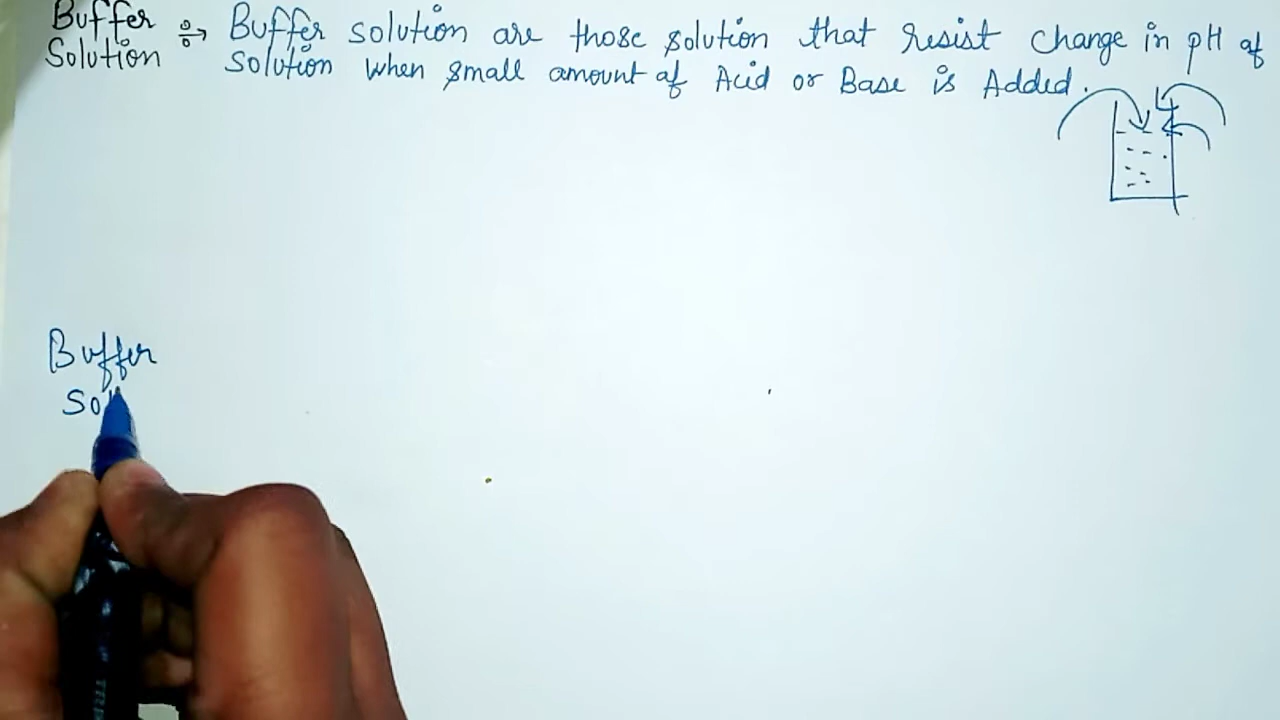 Buffer Solution ÷→ Buffer solution are those solution that resist change in pH of
solution when small amount of Acid or Base is Added.
Buffer
Sol